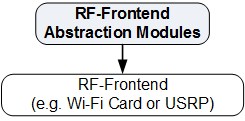 RF-Frontend
Abstraction Modules
RF-Frontend
(e.g. Wi-Fi Card or USRP)